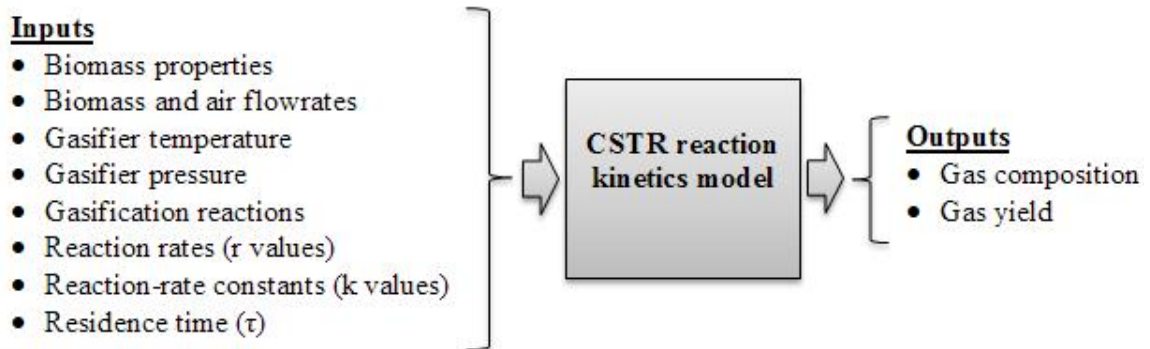 Inputs
• Biomass properties
• Biomass and air flowrates
• Gasifier temperature
• Gasifier pressure
• Gasification reactions
• Reaction rates (r values)
• Reaction-rate constants (k values)
• Residence time (τ)
CSTR reaction
kinetics model
Outputs
• Gas composition
• Gas yield